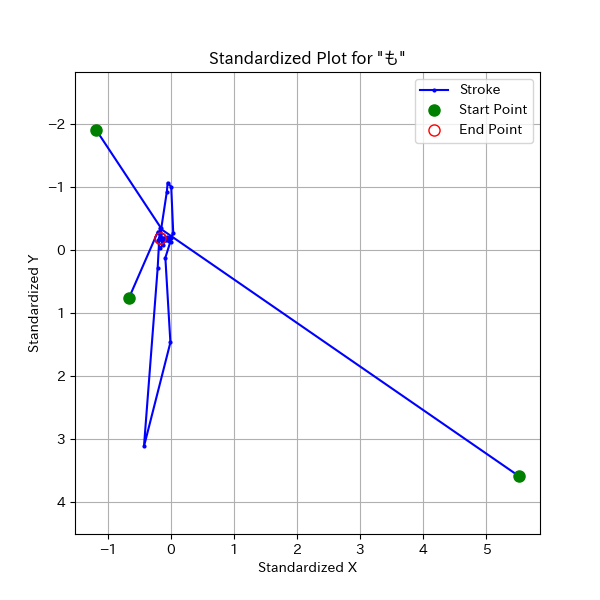 Standardized Plot for "も"
Stroke
Start Point
End Point
−2
−1
0
1
2
3
4
Standardized Y
−1 0 1 2 3 4 5
Standardized X